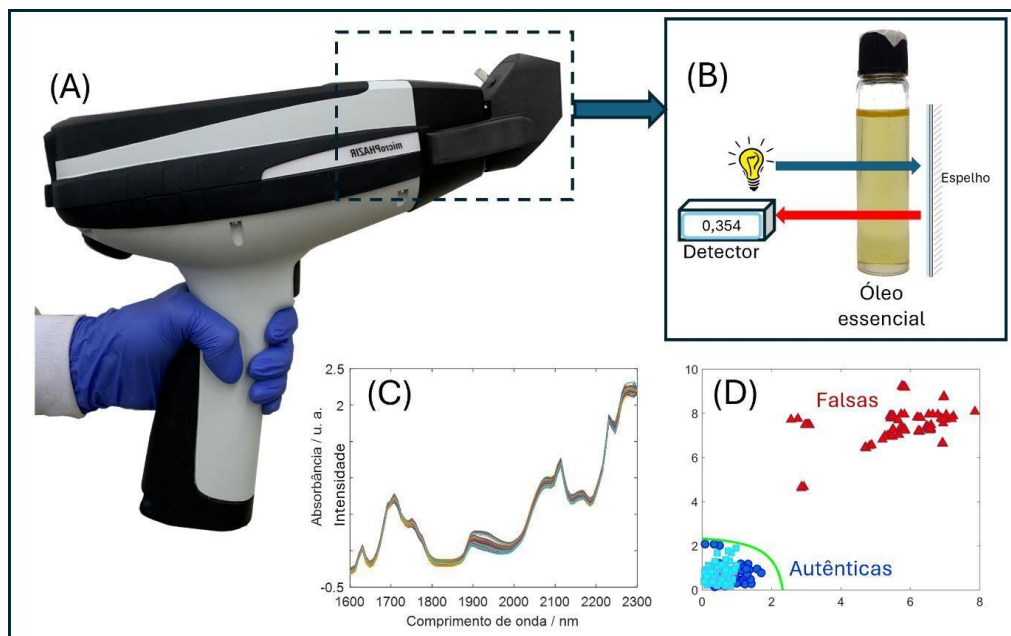 (A)
microPHAZIR
(B)
Espelho
0,354
Detector
Óleo
essencial
(C)
Absorbância / u. a.
Intensidade
2.5
2
-0.5
1600 1700 1800 1900 2000 2100 2200 2300
Comprimento de onda / nm
(D)
Falsas
Autênticas
10
8
6
4
2
0
0 2 4 6 8